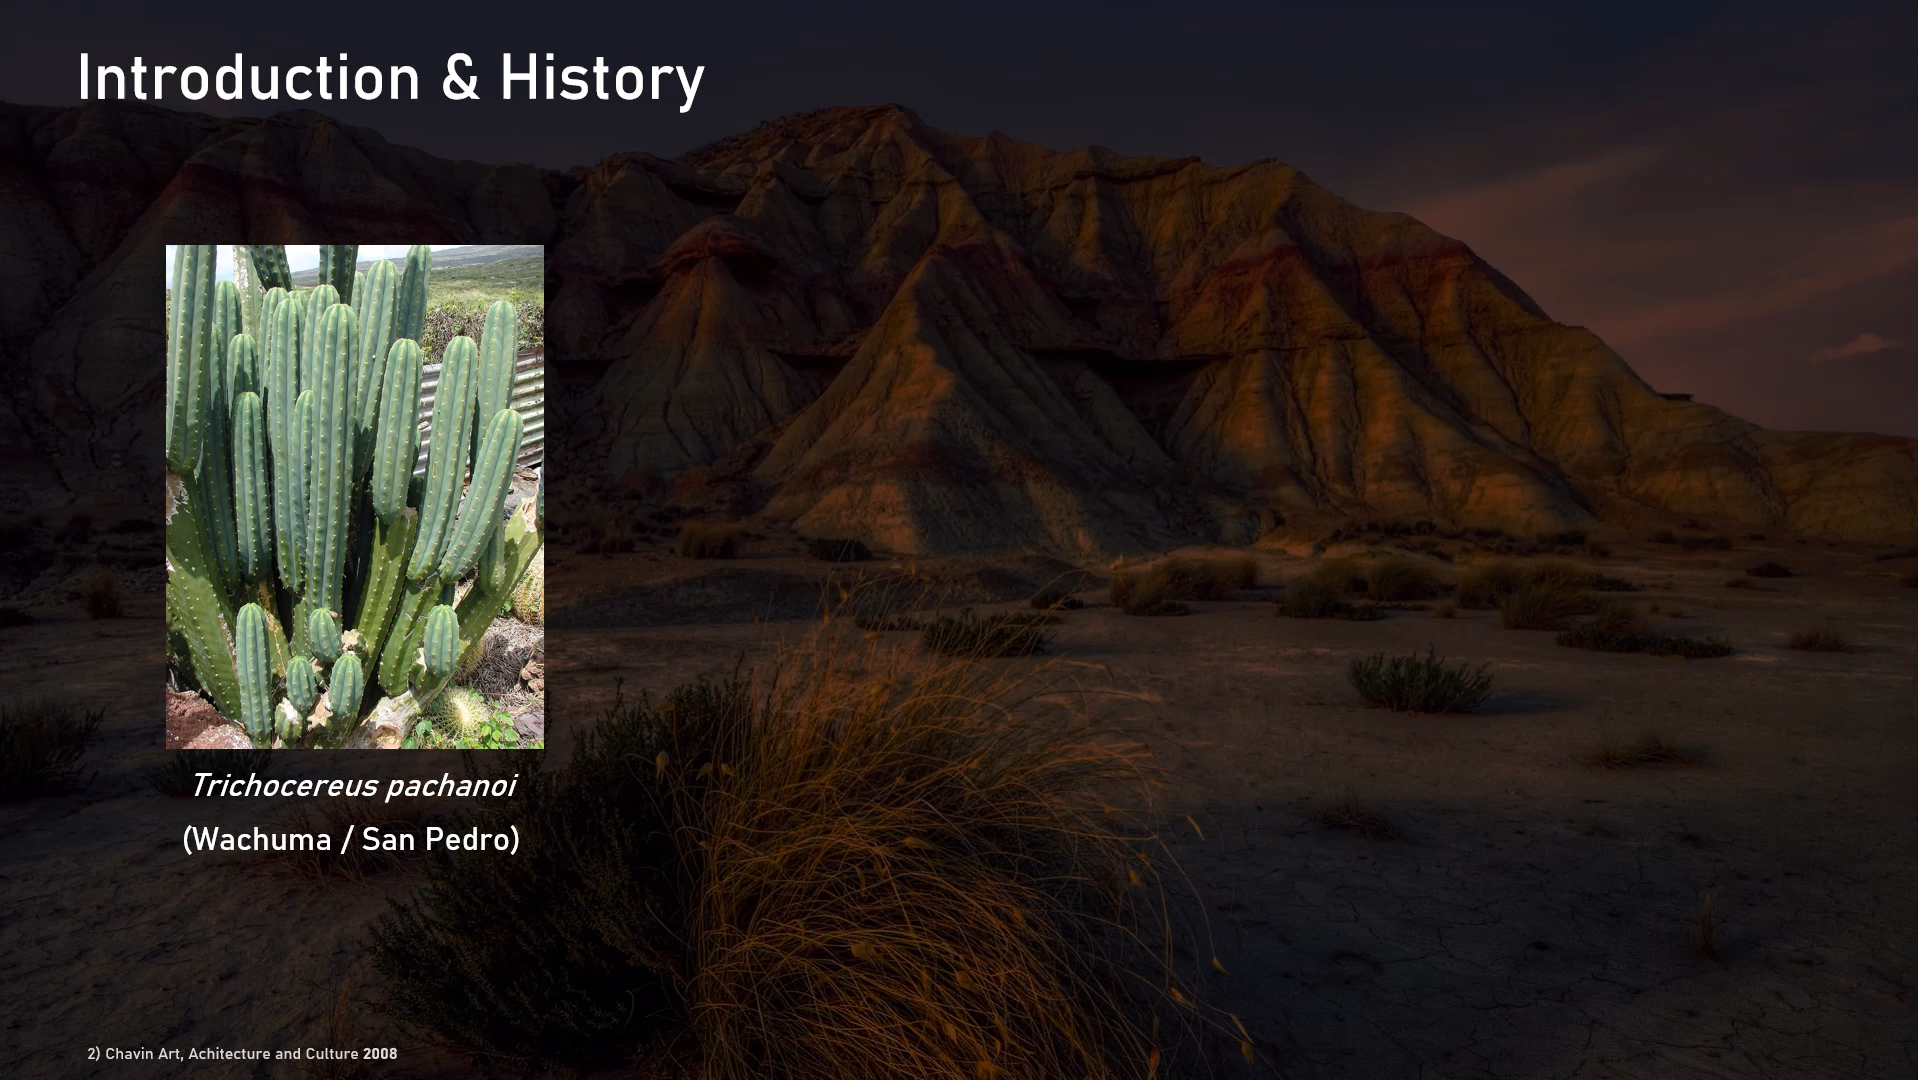 Introduction & History
Trichocereus pachanoi
(Wachuma / San Pedro)
2) Chavin Art, Achitecture and Culture 2008